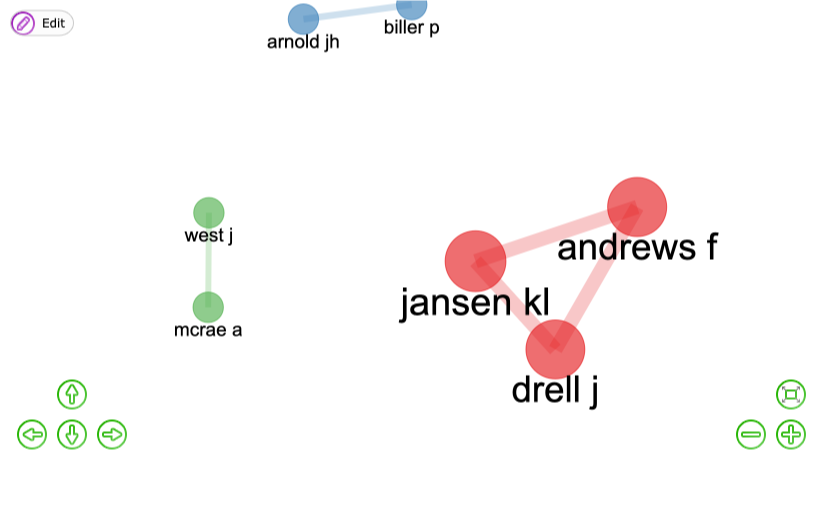 Edit
arnold jh
biller p
west j
andrews f
jansen kl
mcrae a
drell j